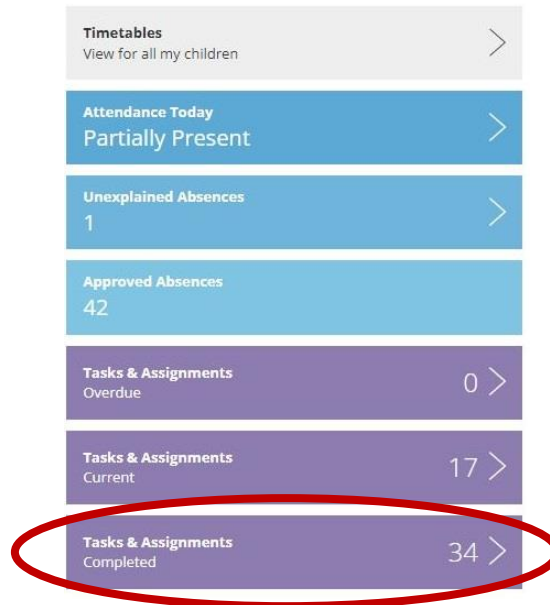 Timetables
View for all my children
Attendance Today
Partially Present
Unexplained Absences
1
Approved Absences
42
Tasks & Assignments
Overdue
0
Tasks & Assignments
Current
17
Tasks & Assignments
Completed
34